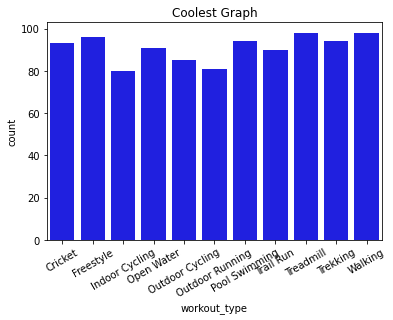 Coolest Graph
count
100
80
60
40
20
0
Cricket
Freestyle
Indoor Cycling
Open Water
Outdoor Cycling
Outdoor Running
Pool Swimming
Trail Run
Treadmill
Trekking
Walking
workout_type